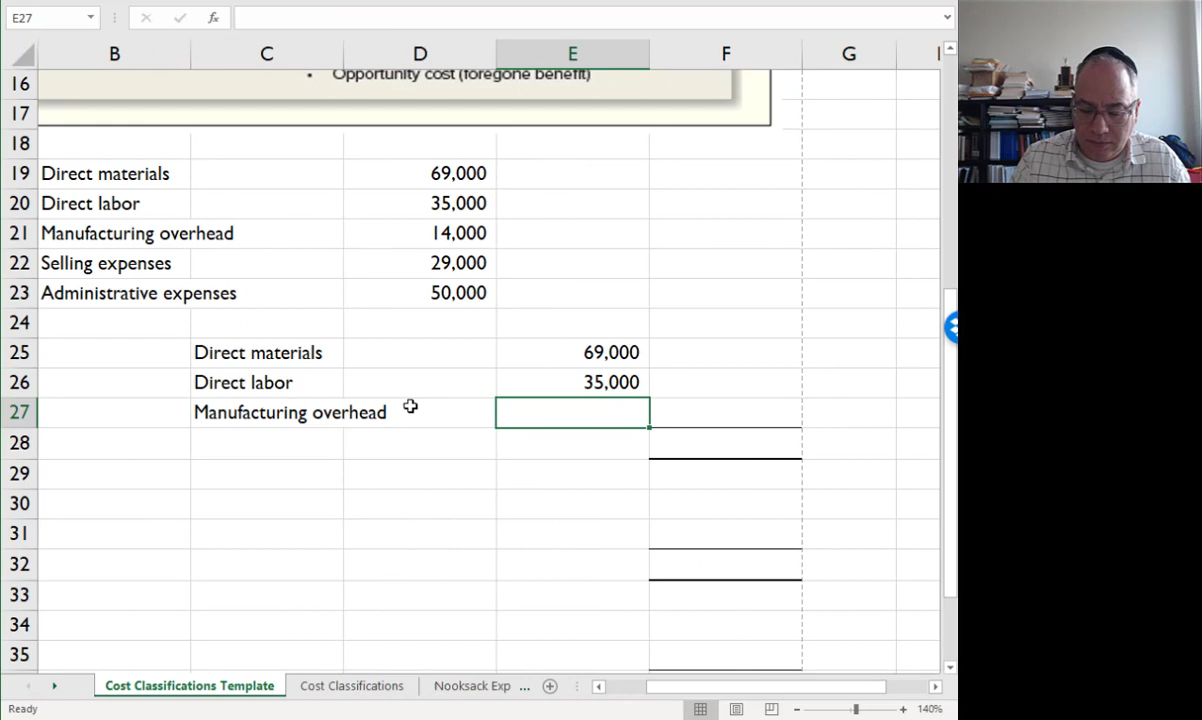 E27
fx
B C D E F G
16 • Opportunity cost (foregone benefit)
17
18
19 Direct materials 69,000
20 Direct labor 35,000
21 Manufacturing overhead 14,000
22 Selling expenses 29,000
23 Administrative expenses 50,000
24
25 Direct materials 69,000
26 Direct labor 35,000
27 Manufacturing overhead
28
29
30
31
32
33
34
35
Cost Classifications Template Cost Classifications Nooksack Exp ...
Ready 140%